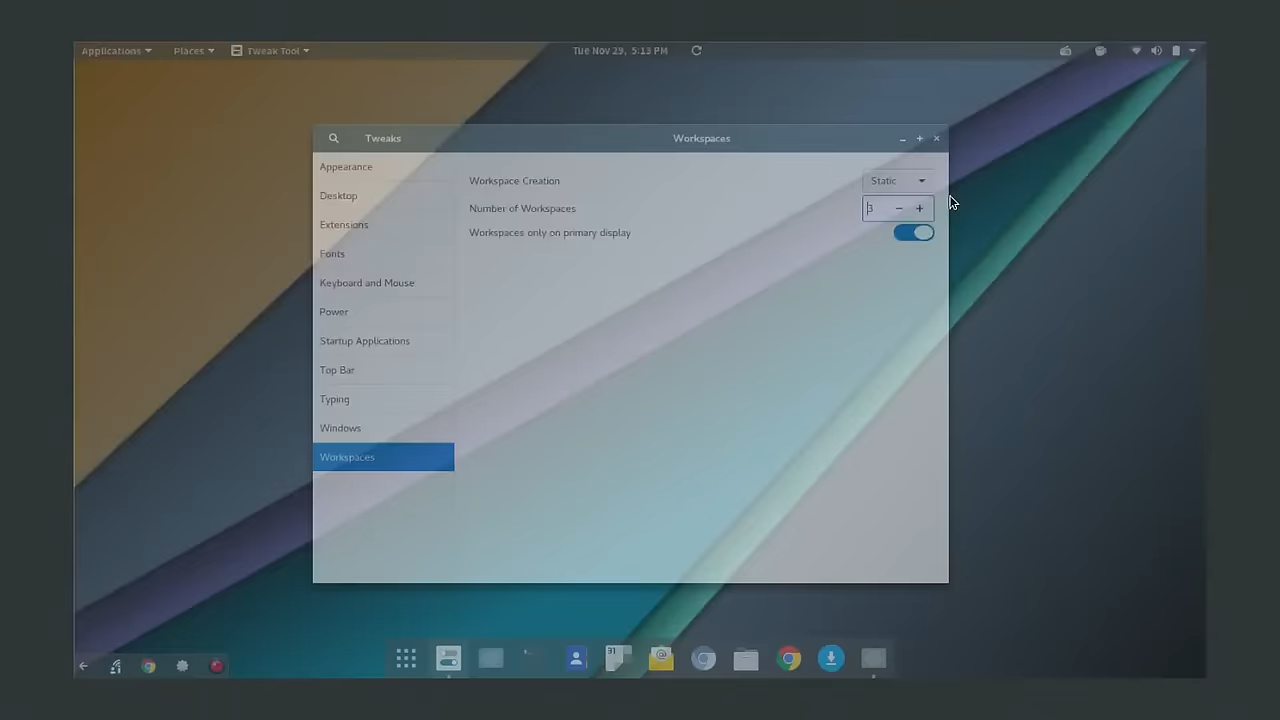 Applications Places Tweak Tool Tue Nov 29, 5:13 PM
Tweaks Workspaces
Appearance
Desktop
Extensions
Fonts
Keyboard and Mouse
Power
Startup Applications
Top Bar
Typing
Windows
Workspaces
Workspace Creation Static
Number of Workspaces 3 − +
Workspaces only on primary display
31
@